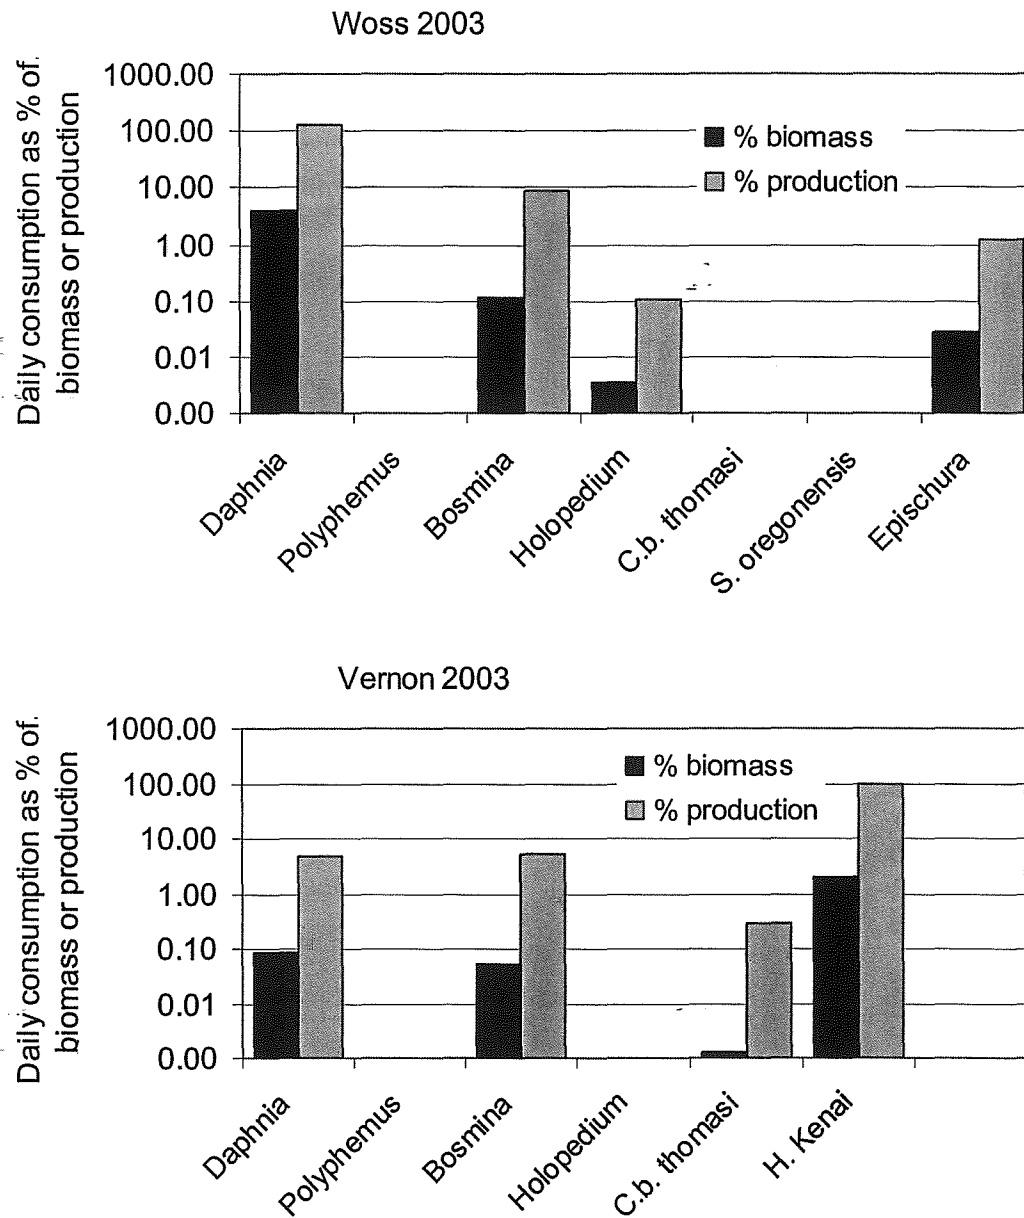 Woss 2003
Daily consumption as % of.
biomass or production
1000.00
100.00
10.00
1.00
0.10
0.01
0.00
% biomass
% production
Daphnia
Polyphemus
Bosmina
Holopedium
C.b. thomasi
S. oregonensis
Epischura
Vernon 2003
Daily consumption as % of.
biomass or production
1000.00
100.00
10.00
1.00
0.10
0.01
0.00
% biomass
% production
Daphnia
Polyphemus
Bosmina
Holopedium
C.b. thomasi
H. Kenai